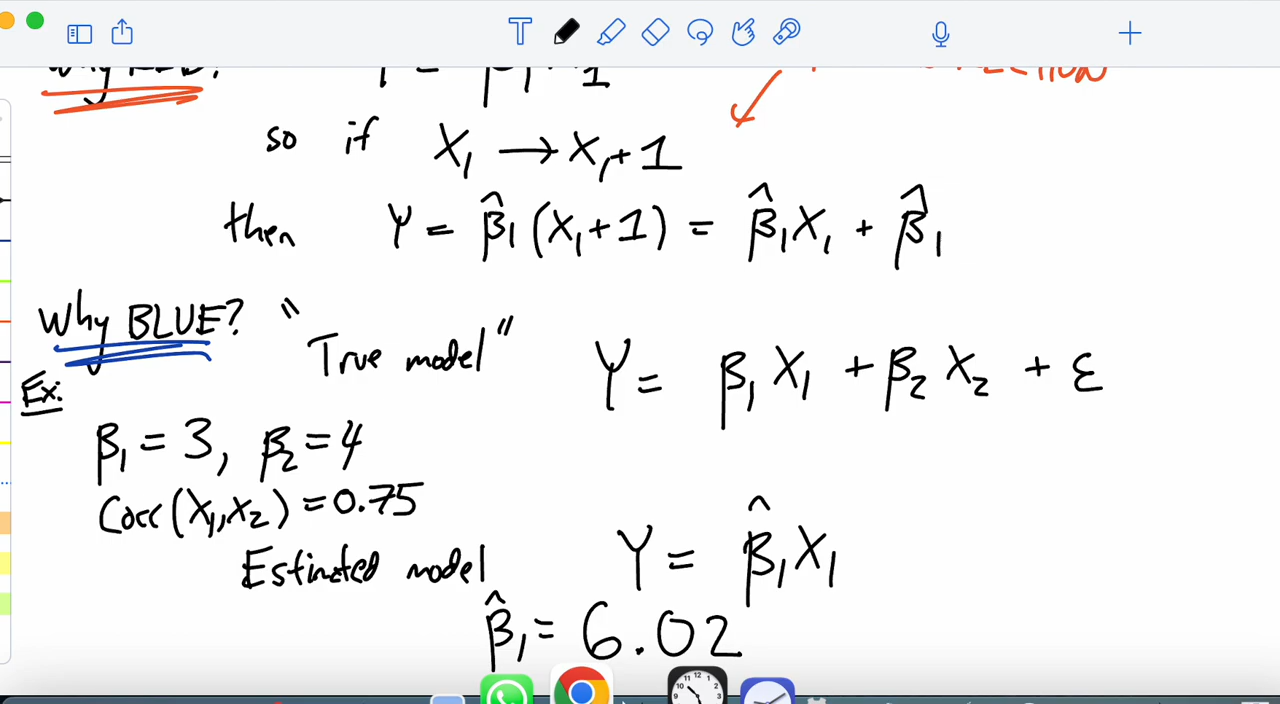 so if X₁ → X₁+1
then Y = β̂₁(X₁+1) = β̂₁X₁ + β̂₁
Why BLUE? "True model" Y = β₁X₁ + β₂X₂ + ε
Ex:
β₁ = 3, β₂ = 4
Corr(X₁,X₂) = 0.75
Estimated model Y = β̂₁X₁
β̂₁ = 6.02